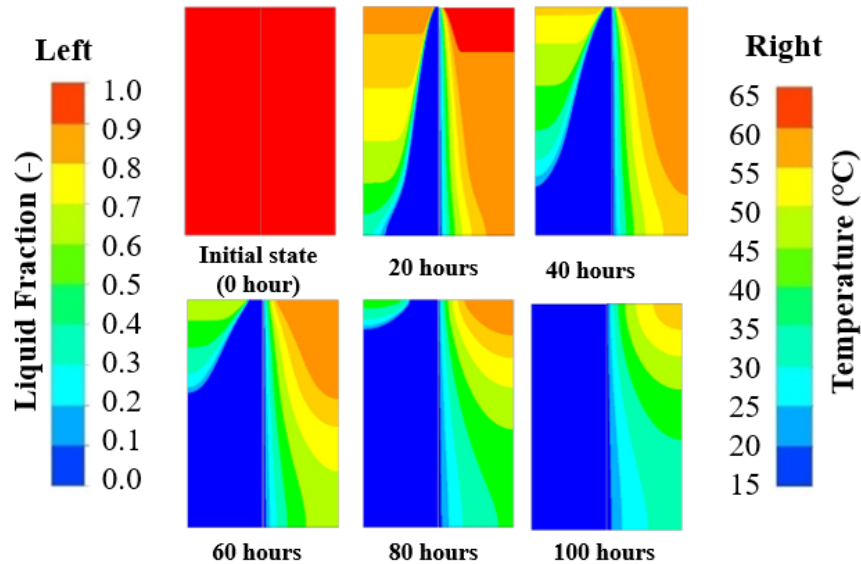 Left
Right
Liquid Fraction (-)
1.0
0.9
0.8
0.7
0.6
0.5
0.4
0.3
0.2
0.1
0.0
Initial state
(0 hour)
20 hours
40 hours
60 hours
80 hours
100 hours
65
60
55
50
45
40
35
30
25
20
15
Temperature (°C)